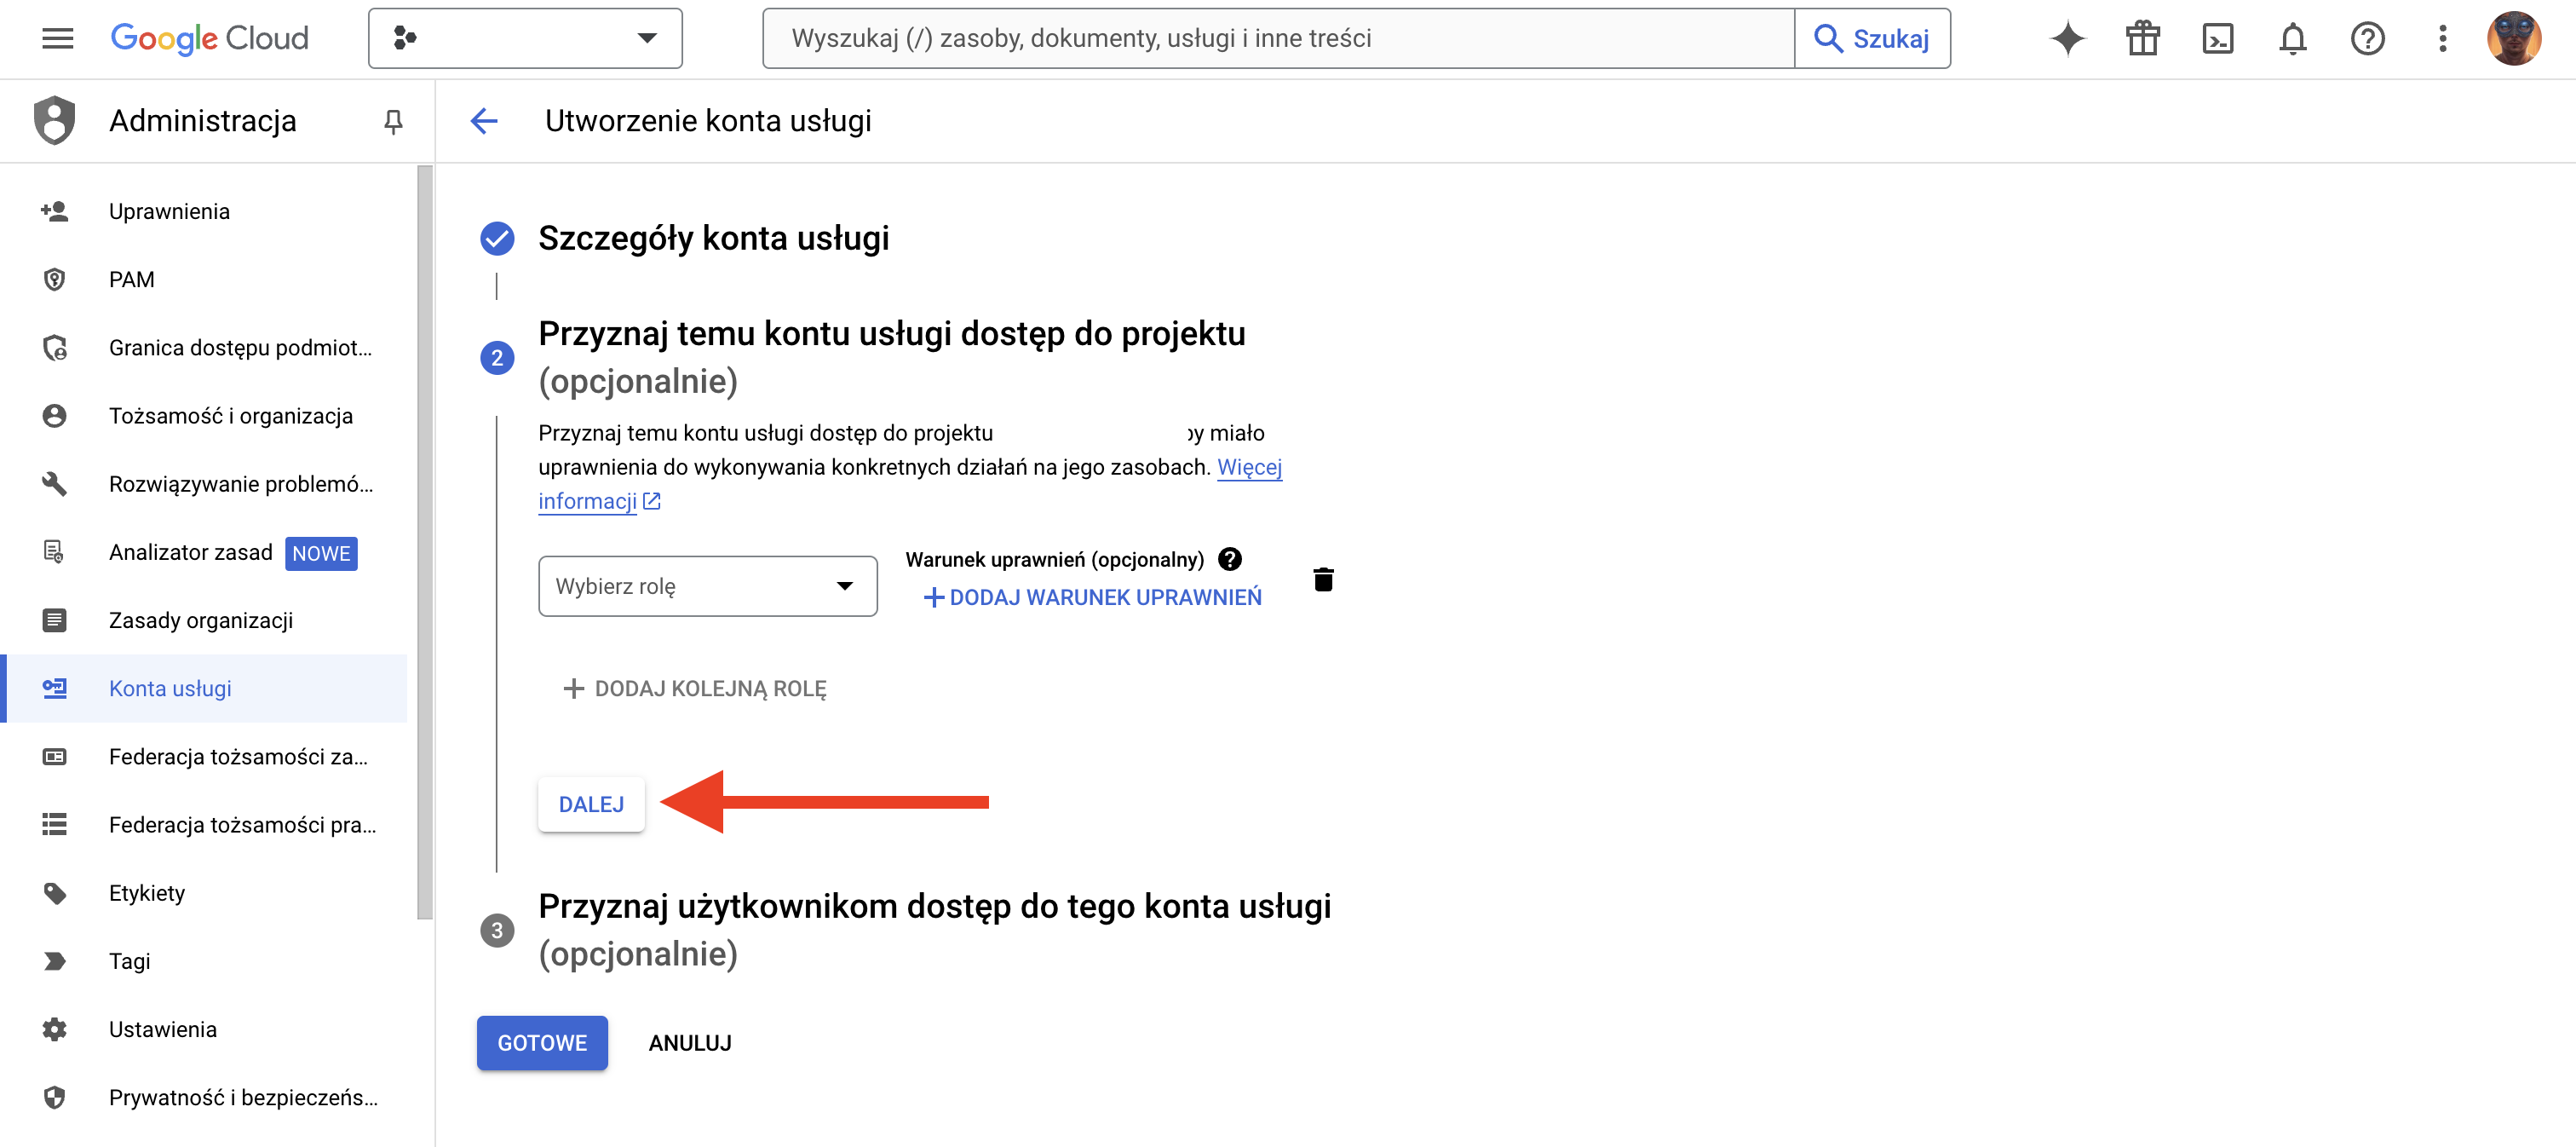 Google Cloud
Wyszukaj (/) zasoby, dokumenty, usługi i inne treści
Szukaj
Administracja
Utworzenie konta usługi
Uprawnienia
PAM
Granica dostępu podmiot...
Tożsamość i organizacja
Rozwiązywanie problemó...
Analizator zasad NOWE
Zasady organizacji
Konta usługi
Federacja tożsamości za...
Federacja tożsamości pra...
Etykiety
Tagi
Ustawienia
Prywatność i bezpieczeńs...
Szczegóły konta usługi
2
Przyznaj temu kontu usługi dostęp do projektu
(opcjonalnie)
Przyznaj temu kontu usługi dostęp do projektu by miało
uprawnienia do wykonywania konkretnych działań na jego zasobach. Więcej
informacji
Wybierz rolę
Warunek uprawnień (opcjonalny)
+ DODAJ WARUNEK UPRAWNIEŃ
+ DODAJ KOLEJNĄ ROLĘ
DALEJ
3
Przyznaj użytkownikom dostęp do tego konta usługi
(opcjonalnie)
GOTOWE
ANULUJ